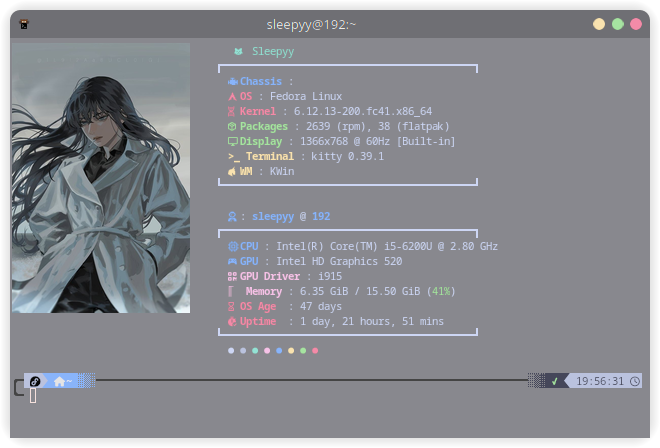 sleepyy@192:~
Sleepyy
Chassis :
OS : Fedora Linux
Kernel : 6.12.13-200.fc41.x86_64
Packages : 2639 (rpm), 38 (flatpak)
Display : 1366x768 @ 60Hz [Built-in]
>_ Terminal : kitty 0.39.1
WM : KWin
: sleepyy @ 192
CPU : Intel(R) Core(TM) i5-6200U @ 2.80 GHz
GPU : Intel HD Graphics 520
GPU Driver : i915
Memory : 6.35 GiB / 15.50 GiB (41%)
OS Age : 47 days
Uptime : 1 day, 21 hours, 51 mins
~ ✓ 19:56:31